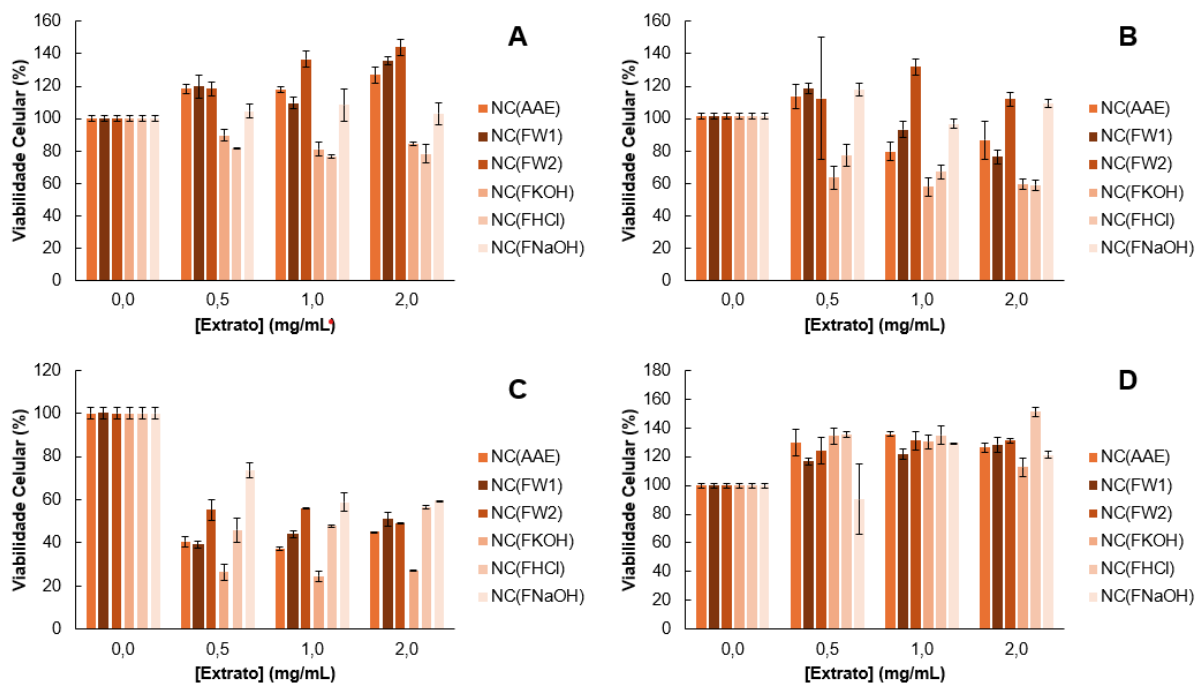 A
Viabilidade Celular (%)
160
140
120
100
80
60
40
20
0
0,0 0,5 1,0 2,0
[Extrato] (mg/mL)
NC(AAE)
NC(FW1)
NC(FW2)
NC(FKOH)
NC(FHCl)
NC(FNaOH)
B
Viabilidade Celular (%)
160
140
120
100
80
60
40
20
0
0,0 0,5 1,0 2,0
[Extrato] (mg/mL)
NC(AAE)
NC(FW1)
NC(FW2)
NC(FKOH)
NC(FHCl)
NC(FNaOH)
C
Viabilidade Celular (%)
120
100
80
60
40
20
0
0,0 0,5 1,0 2,0
[Extrato] (mg/mL)
NC(AAE)
NC(FW1)
NC(FW2)
NC(FKOH)
NC(FHCl)
NC(FNaOH)
D
Viabilidade Celular (%)
180
160
140
120
100
80
60
40
20
0
0,0 0,5 1,0 2,0
[Extrato] (mg/mL)
NC(AAE)
NC(FW1)
NC(FW2)
NC(FKOH)
NC(FHCl)
NC(FNaOH)